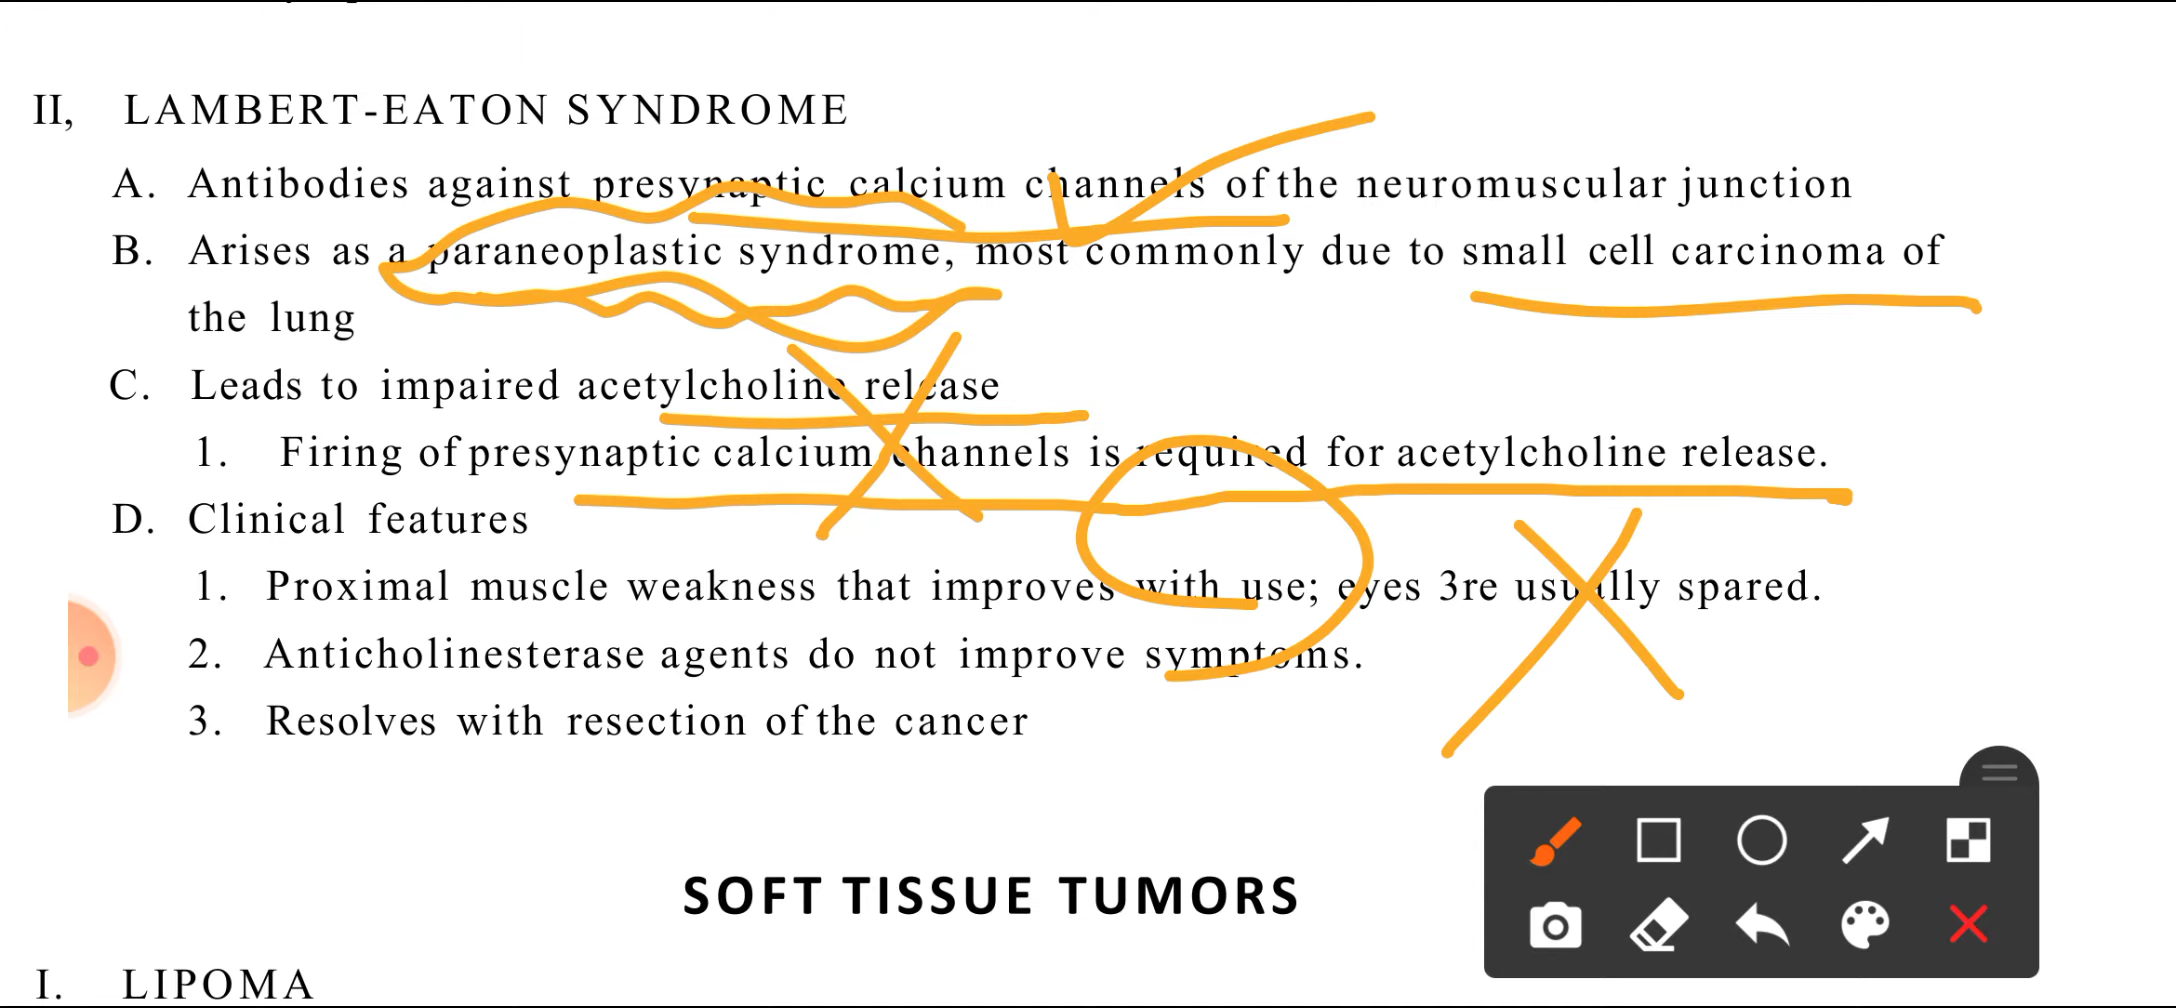 II, LAMBERT-EATON SYNDROME
A. Antibodies against presynaptic calcium channels of the neuromuscular junction
B. Arises as a paraneoplastic syndrome, most commonly due to small cell carcinoma of
the lung
C. Leads to impaired acetylcholine release
1. Firing of presynaptic calcium channels is required for acetylcholine release.
D. Clinical features
1. Proximal muscle weakness that improves with use; eyes 3re usually spared.
2. Anticholinesterase agents do not improve symptoms.
3. Resolves with resection of the cancer
SOFT TISSUE TUMORS
I. LIPOMA